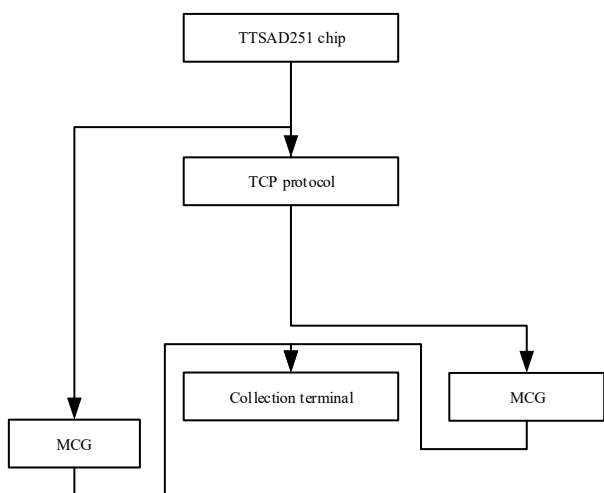 TTSAD251 chip
TCP protocol
Collection terminal
MCG
MCG